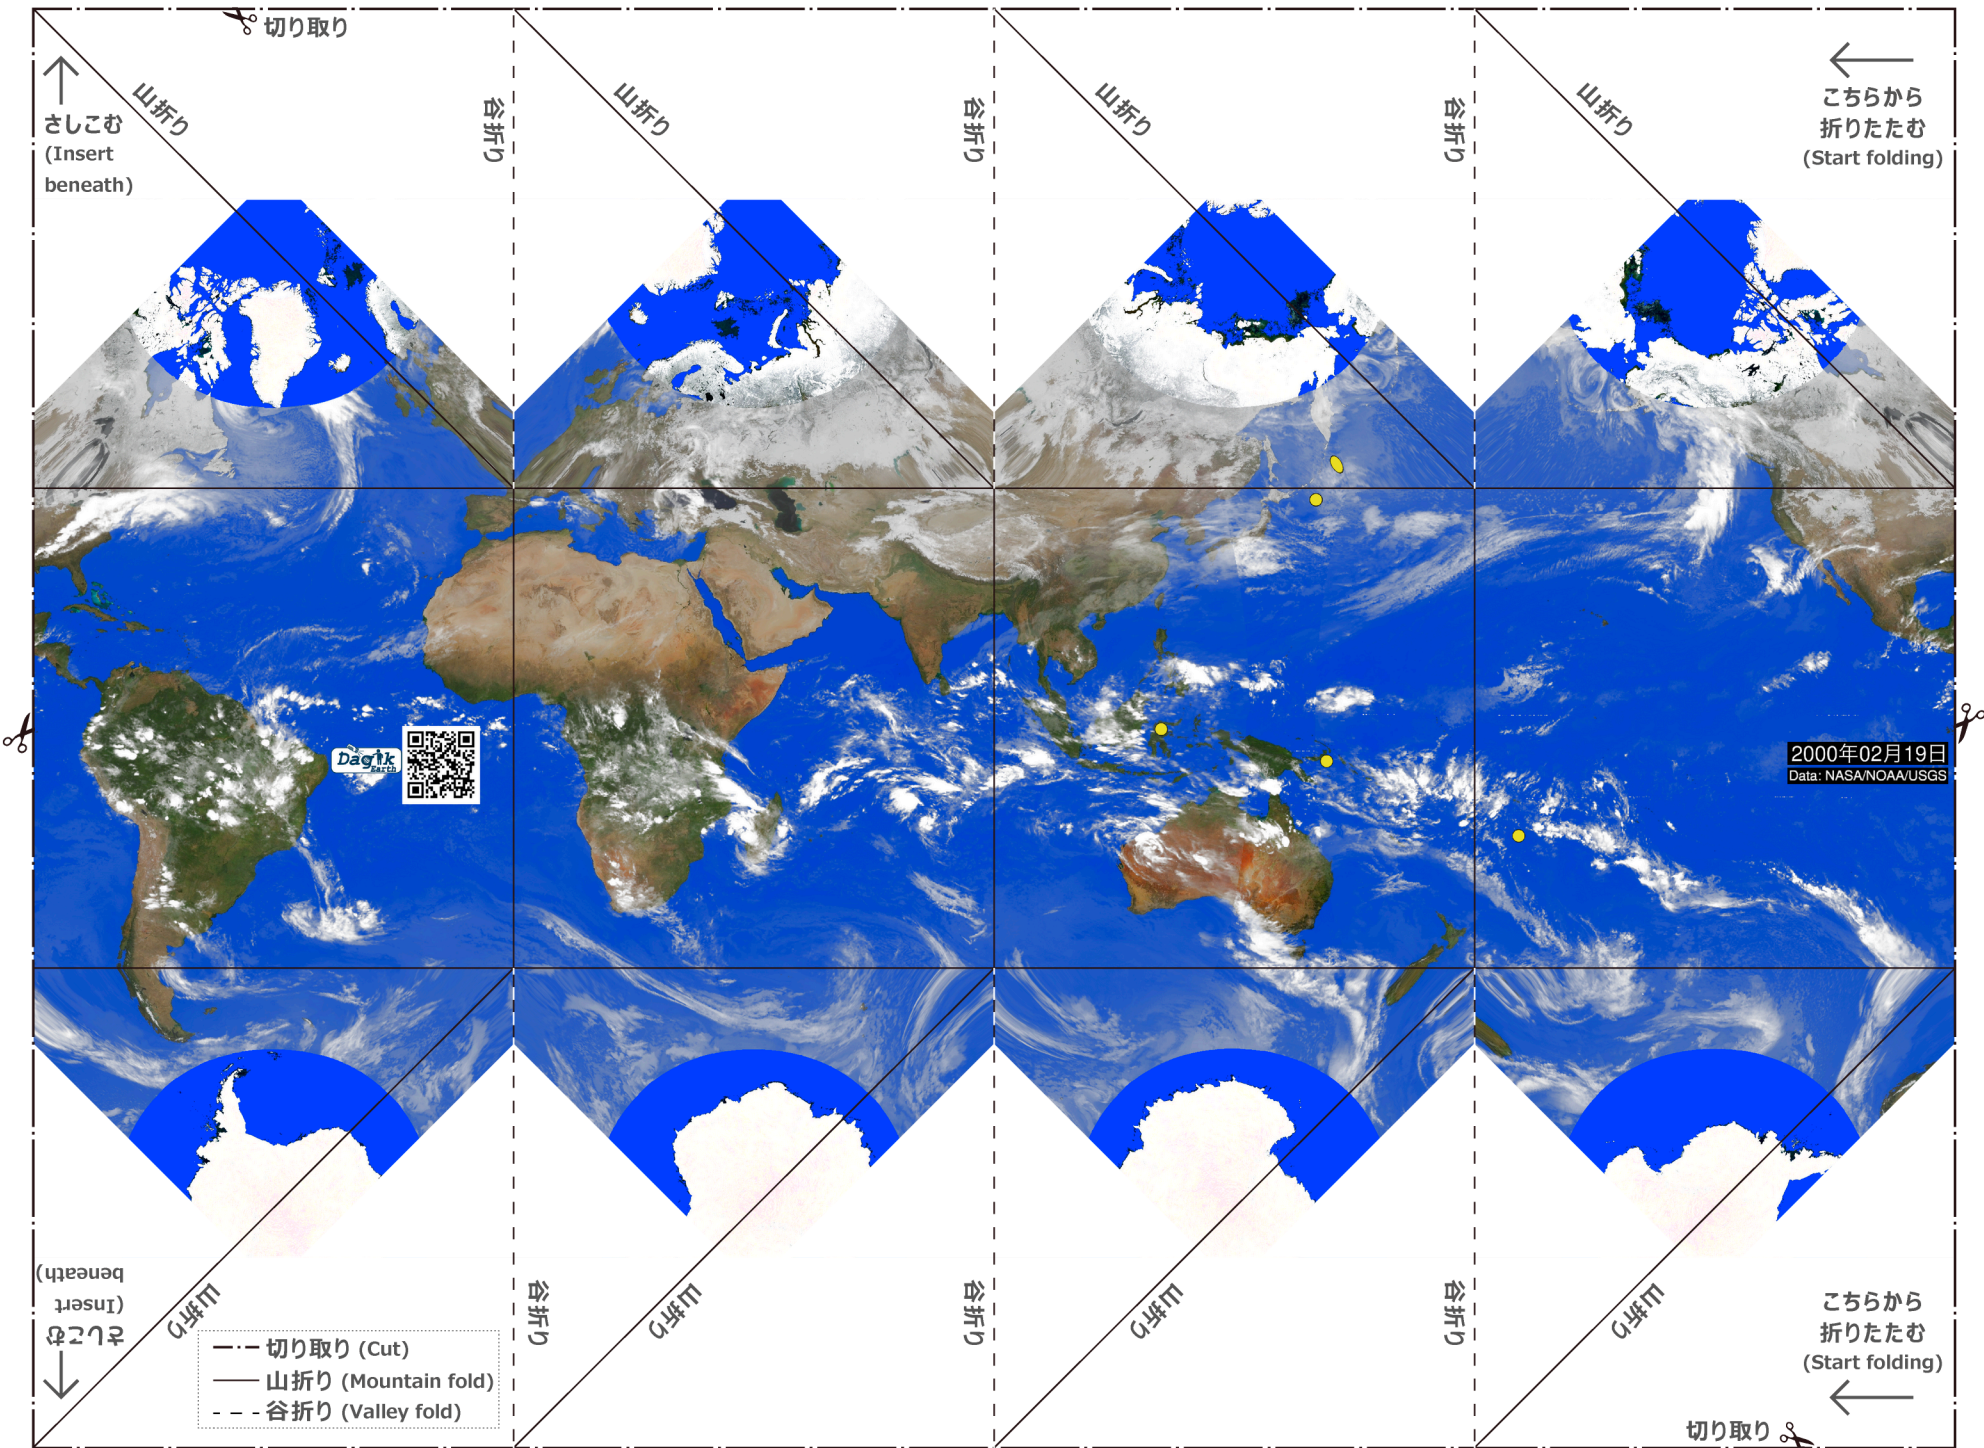 切り取り
山折り
谷折り
山折り
谷折り
山折り
谷折り
山折り
さしこむ
(Insert
beneath)
こちらから
折りたたむ
(Start folding)
Dagik
Earth
2000年02月19日
Data: NASA/NOAA/USGS
さしこむ
(Insert
beneath)
山折り
谷折り
山折り
谷折り
山折り
谷折り
山折り
切り取り (Cut)
山折り (Mountain fold)
谷折り (Valley fold)
こちらから
折りたたむ
(Start folding)
切り取り